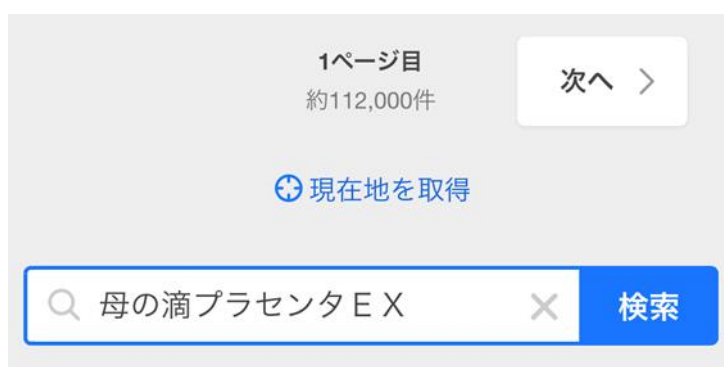 1ページ目
約112,000件
次へ
現在地を取得
母の滴プラセンタＥＸ
検索